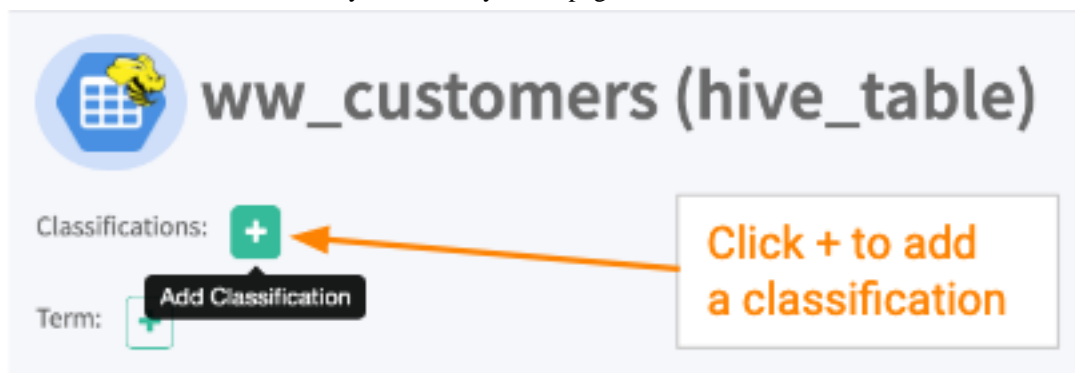 ww_customers (hive_table)
Classifications:
+
Click + to add
a classification
Add Classification
Term:
+